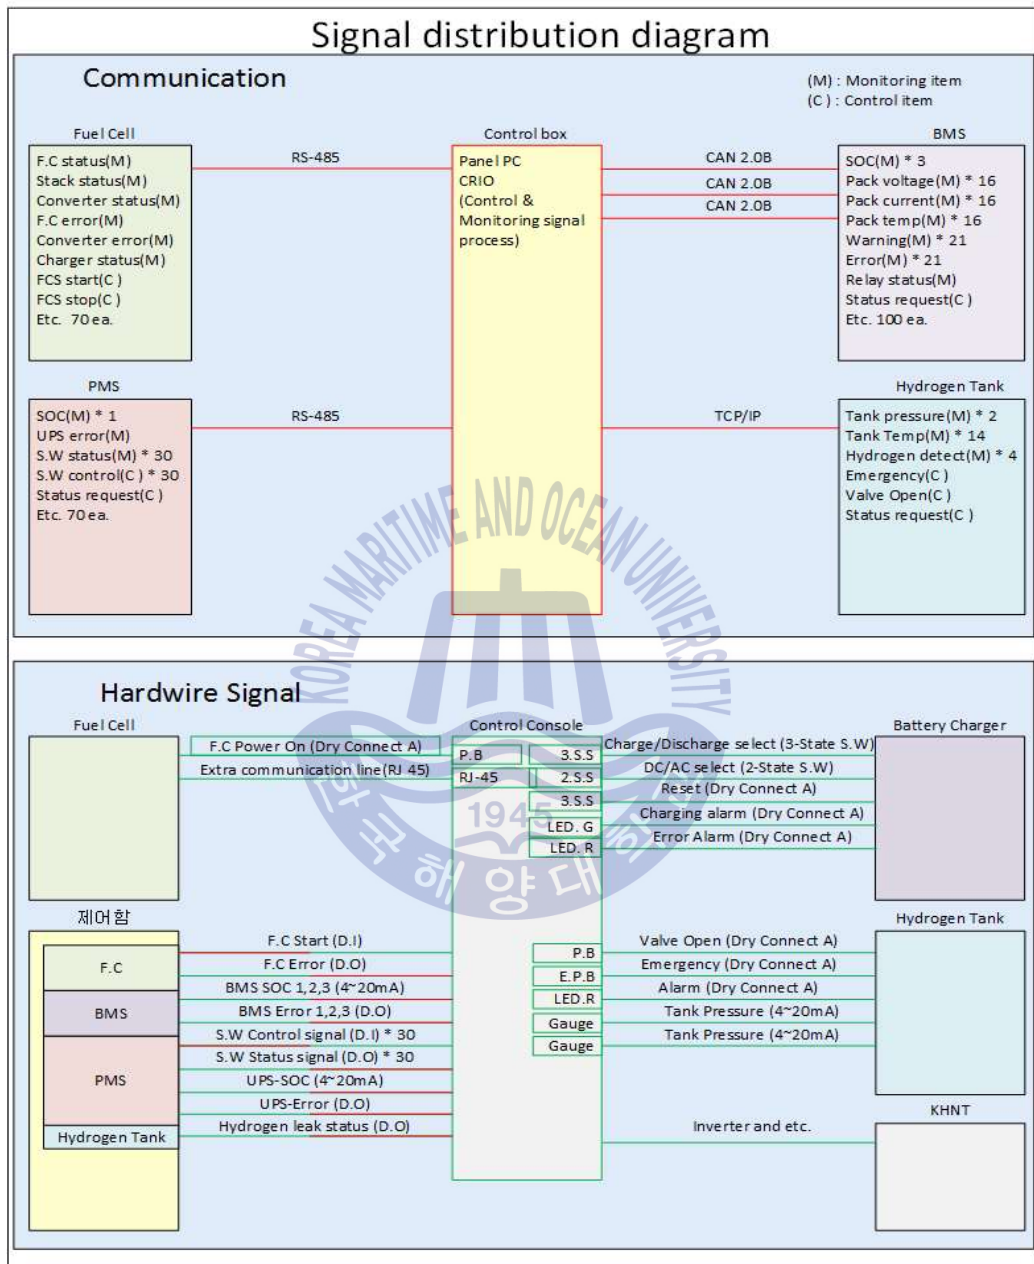 Signal distribution diagram
Communication
(M) : Monitoring item
(C ) : Control item
Fuel Cell
F.C status(M)
Stack status(M)
Converter status(M)
F.C error(M)
Converter error(M)
Charger status(M)
FCS start(C )
FCS stop(C )
Etc.  70 ea.
RS-485
Control box
Panel PC
CRIO
(Control &
Monitoring signal
process)
CAN 2.0B
CAN 2.0B
CAN 2.0B
BMS
SOC(M) * 3
Pack voltage(M) * 16
Pack current(M) * 16
Pack temp(M) * 16
Warning(M) * 21
Error(M) * 21
Relay status(M)
Status request(C )
Etc. 100 ea.
PMS
SOC(M) * 1
UPS error(M)
S.W status(M) * 30
S.W control(C ) * 30
Status request(C )
Etc. 70 ea.
RS-485
TCP/IP
Hydrogen Tank
Tank pressure(M) * 2
Tank Temp(M) * 14
Hydrogen detect(M) * 4
Emergency(C )
Valve Open(C )
Status request(C )
KOREA MARITIME AND OCEAN UNIVERSITY
1945
한국해양대학교
Hardwire Signal
Fuel Cell
F.C Power On (Dry Connect A)
Extra communication line(RJ 45)
Control Console
P.B
RJ-45
3.S.S
2.S.S
3.S.S
LED. G
LED. R
Charge/Discharge select (3-State S.W)
DC/AC select (2-State S.W)
Reset (Dry Connect A)
Charging alarm (Dry Connect A)
Error Alarm (Dry Connect A)
Battery Charger
제어함
F.C
BMS
PMS
Hydrogen Tank
F.C Start (D.I)
F.C Error (D.O)
BMS SOC 1,2,3 (4~20mA)
BMS Error 1,2,3 (D.O)
S.W Control signal (D.I) * 30
S.W Status signal (D.O) * 30
UPS-SOC (4~20mA)
UPS-Error (D.O)
Hydrogen leak status (D.O)
P.B
E.P.B
LED.R
Gauge
Gauge
Valve Open (Dry Connect A)
Emergency (Dry Connect A)
Alarm (Dry Connect A)
Tank Pressure (4~20mA)
Tank Pressure (4~20mA)
Hydrogen Tank
Inverter and etc.
KHNT